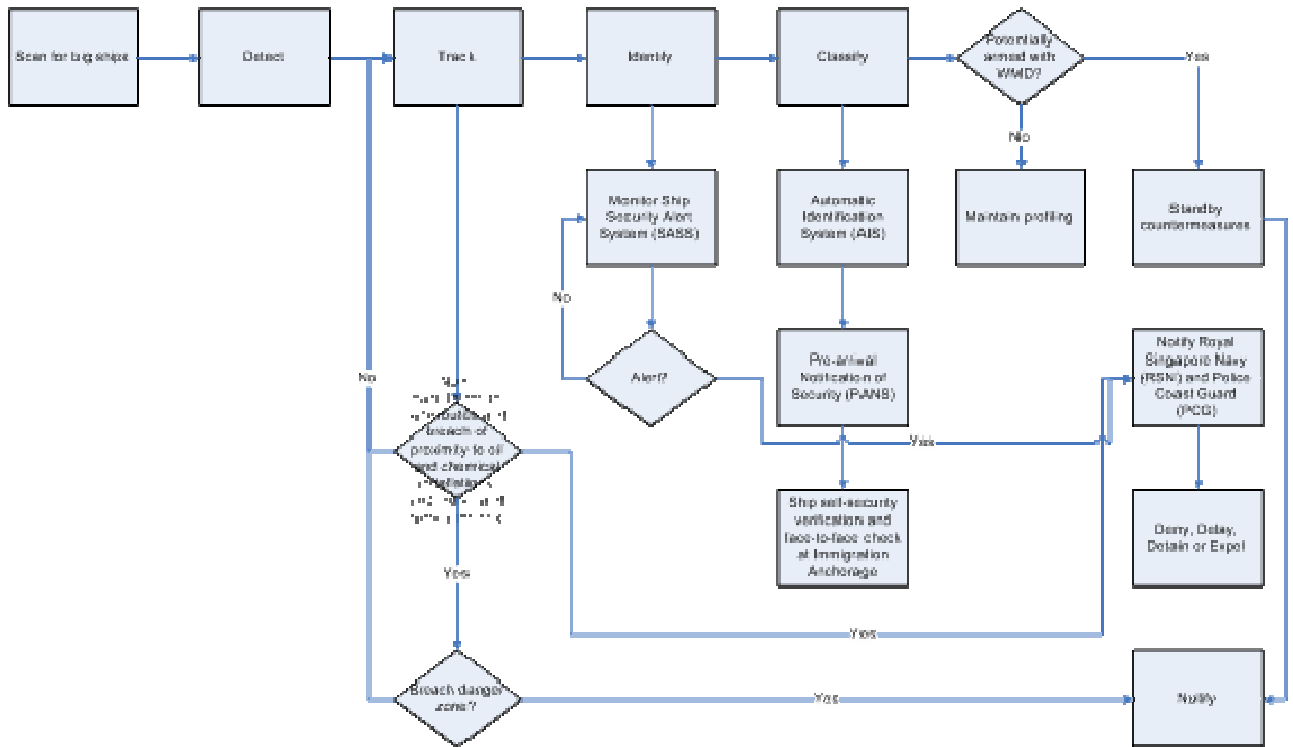 Scan for big ships
Detect
Track
Identify
Classify
Potentially
armed with
WMD?
Yes
No
Monitor Ship
Security Alert
System (SASS)
Automatic
Identification
System (AIS)
Maintain profiling
Standby
countermeasures
No
Alert?
Pre-arrival
Notification of
Security (PANS)
Notify Royal
Singapore Navy
(RSN) and Police
Coast Guard
(PCG)
No
breach of
proximity to oil
and chemical
Yes
Ship self-security
verification and
face-to-face check
at Immigration
Anchorage
Deny, Delay,
Detain or Expel
Yes
Yes
Breach danger
zone?
Yes
Notify